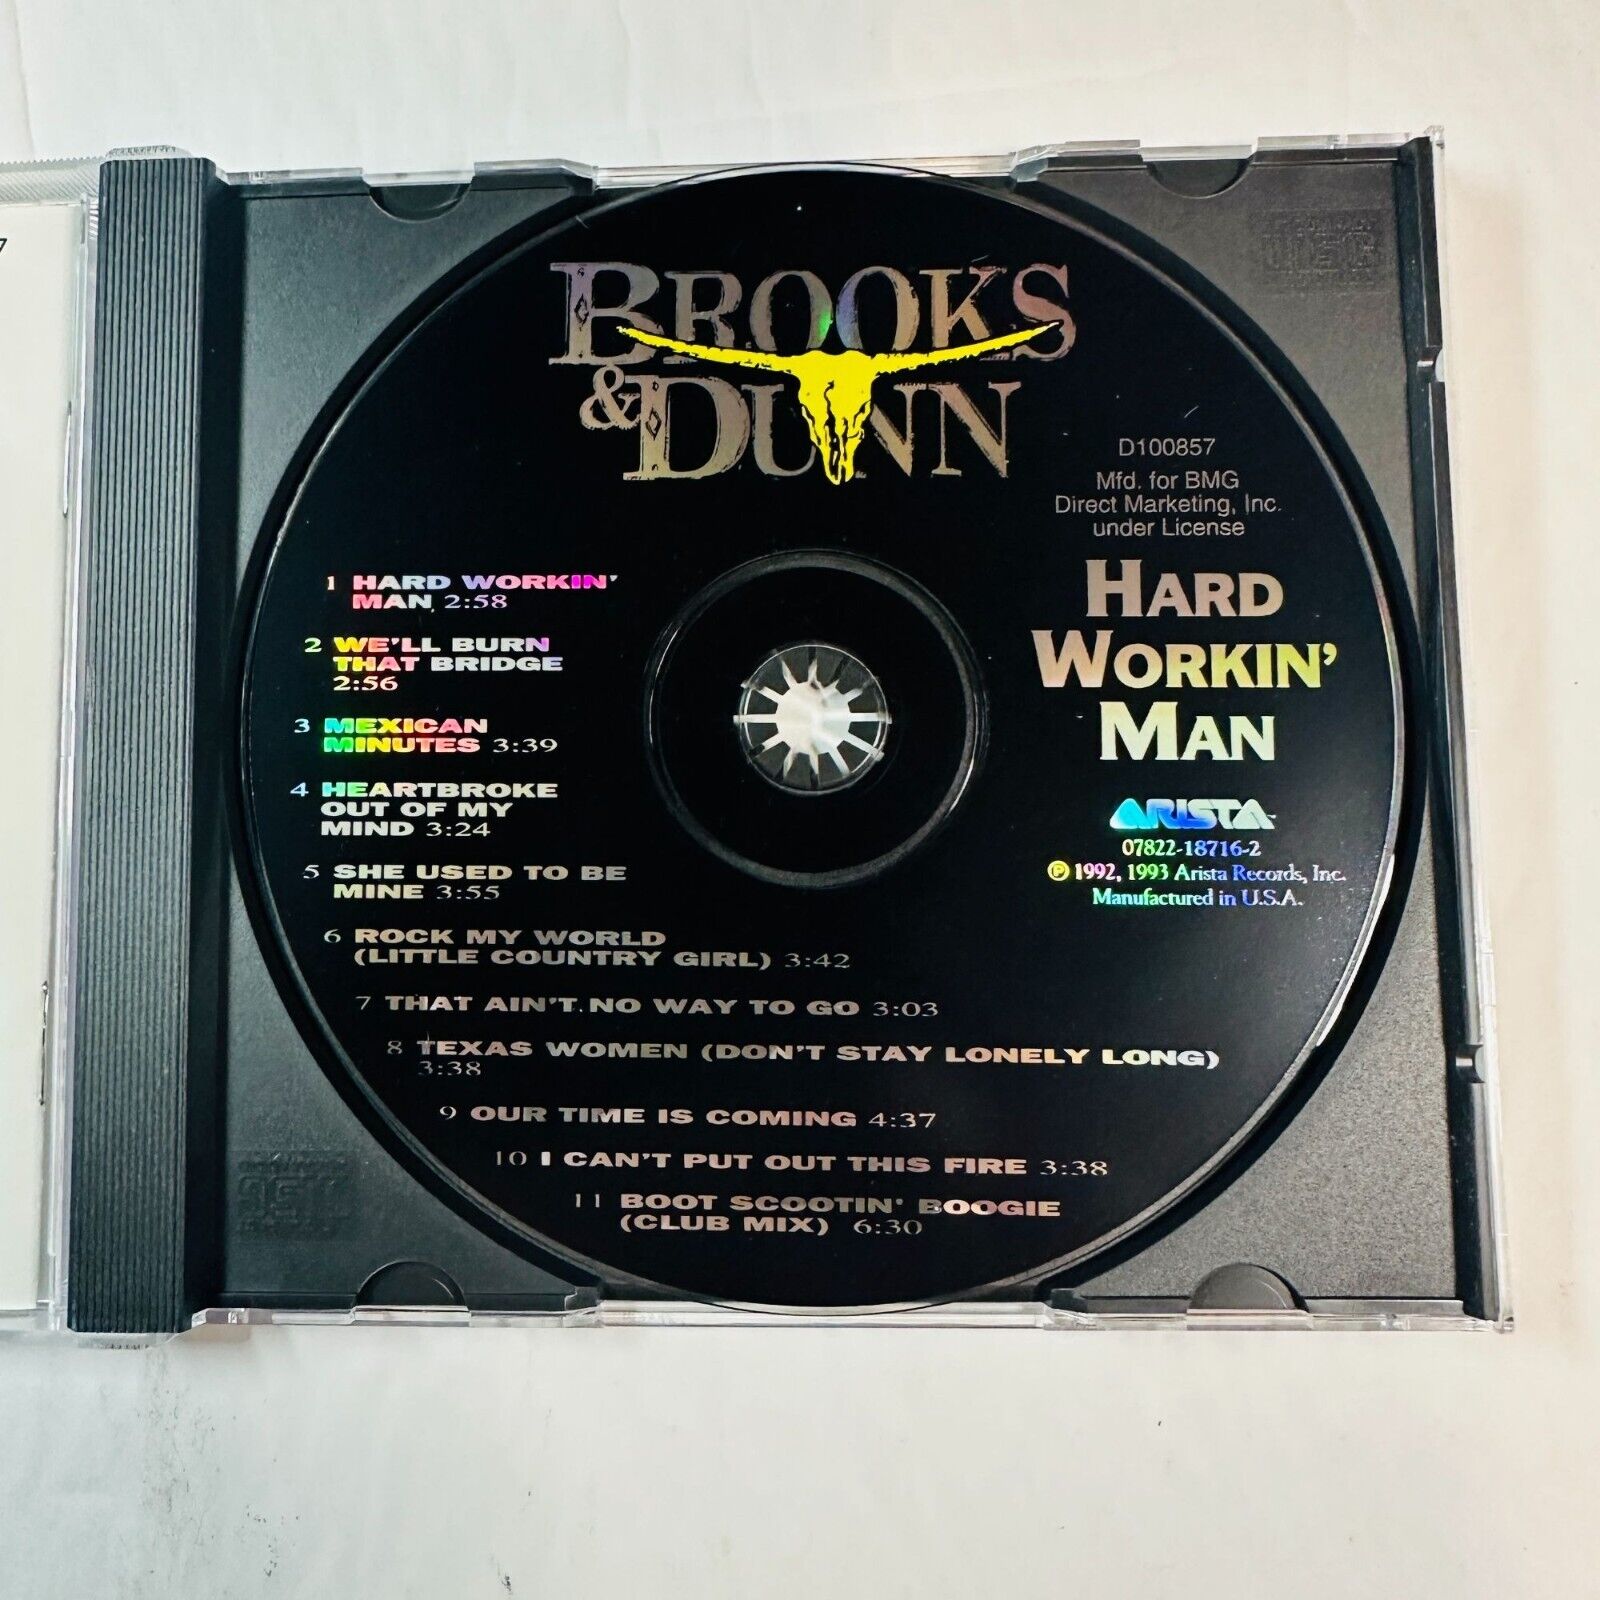 BROOKS
& DUNN
D100857
Mfd. for BMG
Direct Marketing, Inc.
under License
HARD
WORKIN'
MAN
ARISTA
07822-18716-2
℗ 1992, 1993 Arista Records, Inc.
Manufactured in U.S.A.
1 HARD WORKIN'
MAN, 2:58
2 WE'LL BURN
THAT BRIDGE
2:56
3 MEXICAN
MINUTES 3:39
4 HEARTBROKE
OUT OF MY
MIND 3:24
5 SHE USED TO BE
MINE 3:55
6 ROCK MY WORLD
(LITTLE COUNTRY GIRL) 3:42
7 THAT AIN'T NO WAY TO GO 3:03
8 TEXAS WOMEN (DON'T STAY LONELY LONG)
3:38
9 OUR TIME IS COMING 4:37
10 I CAN'T PUT OUT THIS FIRE 3:38
11 BOOT SCOOTIN' BOOGIE
(CLUB MIX) 6:30
7